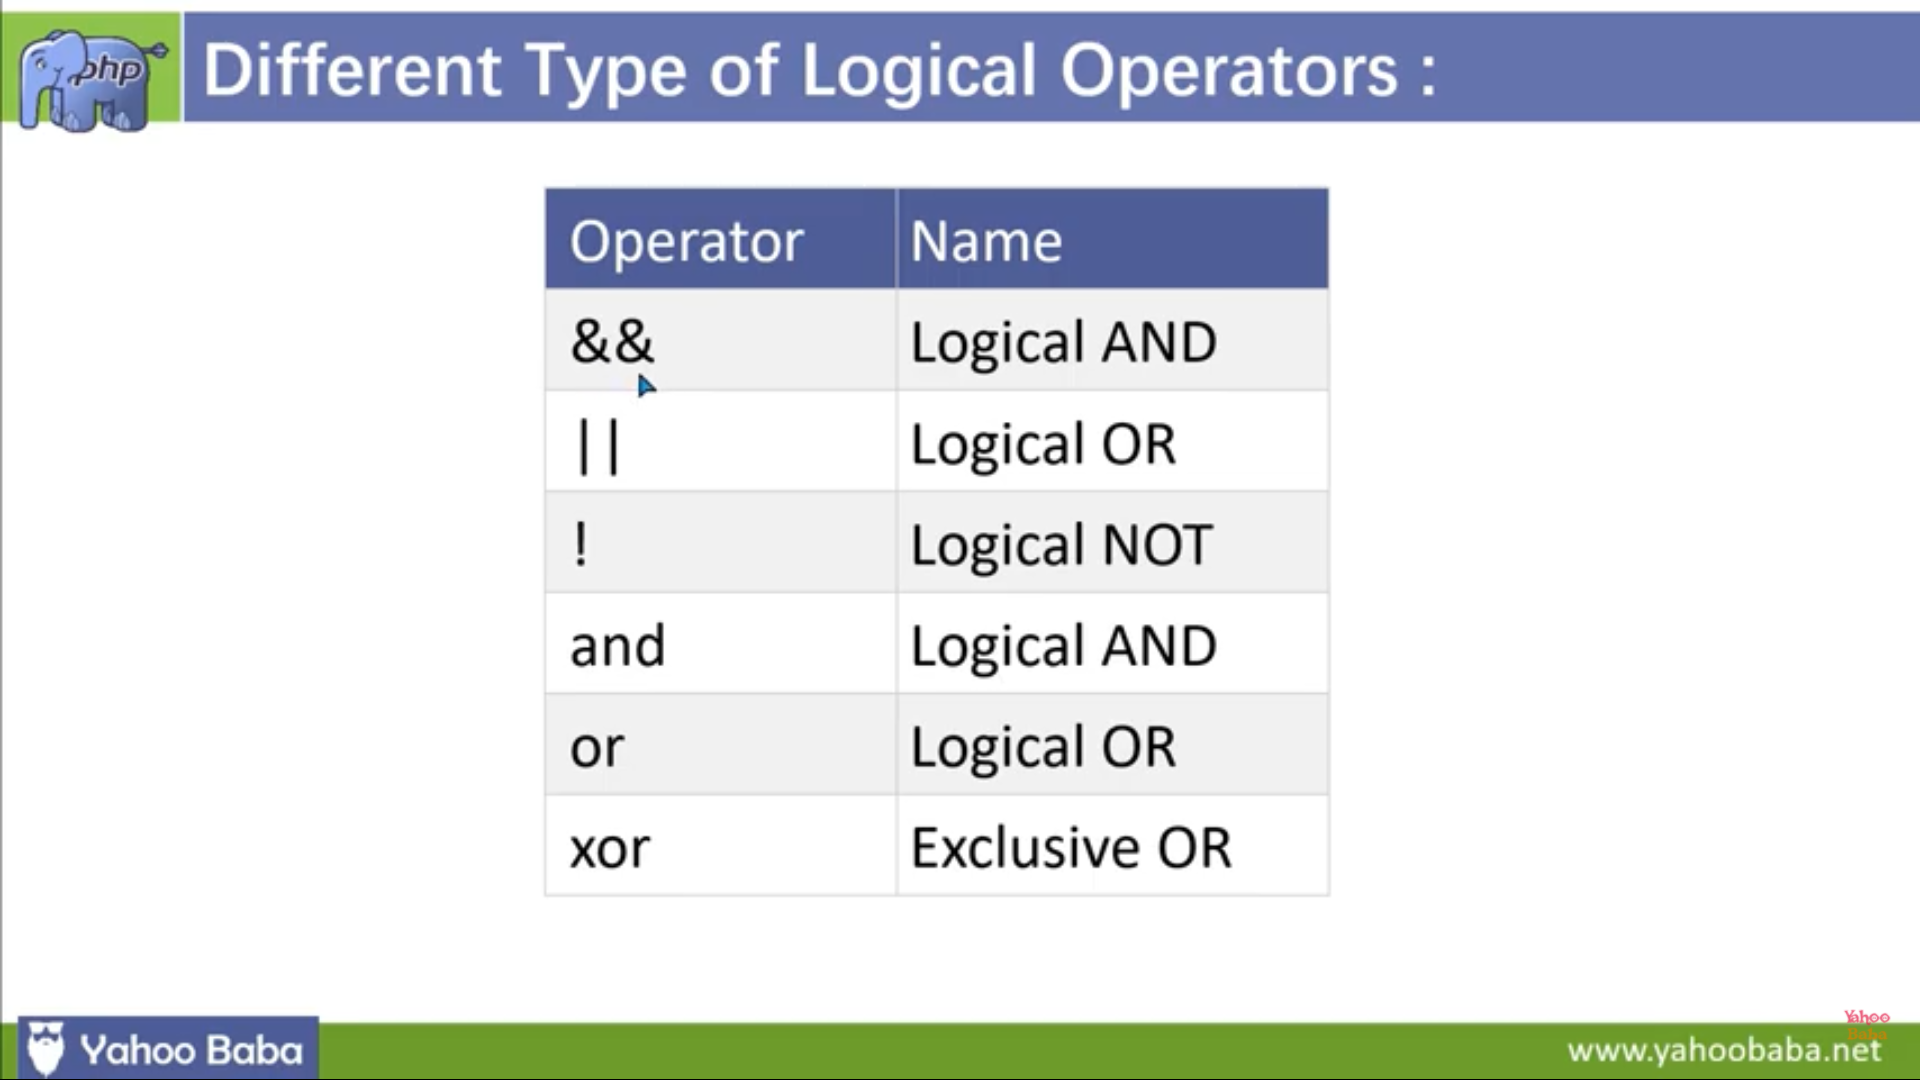 php
Different Type of Logical Operators :
Operator Name
&& Logical AND
|| Logical OR
! Logical NOT
and Logical AND
or Logical OR
xor Exclusive OR
Yahoo
Baba
Yahoo Baba
www.yahoobaba.net